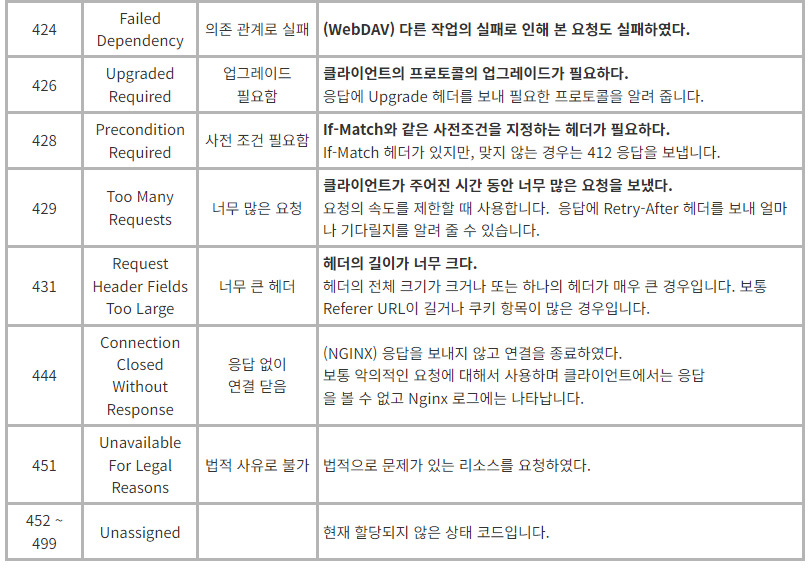 424
Failed
Dependency
의존 관계로 실패
(WebDAV) 다른 작업의 실패로 인해 본 요청도 실패하였다.
426
Upgraded
Required
업그레이드
필요함
클라이언트의 프로토콜의 업그레이드가 필요하다.
응답에 Upgrade 헤더를 보내 필요한 프로토콜을 알려 줍니다.
428
Precondition
Required
사전 조건 필요함
If-Match와 같은 사전조건을 지정하는 헤더가 필요하다.
If-Match 헤더가 있지만, 맞지 않는 경우는 412 응답을 보냅니다.
429
Too Many
Requests
너무 많은 요청
클라이언트가 주어진 시간 동안 너무 많은 요청을 보냈다.
요청의 속도를 제한할 때 사용합니다. 응답에 Retry-After 헤더를 보내 얼마
나 기다릴지를 알려 줄 수 있습니다.
431
Request
Header Fields
Too Large
너무 큰 헤더
헤더의 길이가 너무 크다.
헤더의 전체 크기가 크거나 또는 하나의 헤더가 매우 큰 경우입니다. 보통
Referer URL이 길거나 쿠키 항목이 많은 경우입니다.
444
Connection
Closed
Without
Response
응답 없이
연결 닫음
(NGINX) 응답을 보내지 않고 연결을 종료하였다.
보통 악의적인 요청에 대해서 사용하며 클라이언트에서는 응답
을 볼 수 없고 Nginx 로그에는 나타납니다.
451
Unavailable
For Legal
Reasons
법적 사유로 불가
법적으로 문제가 있는 리소스를 요청하였다.
452 ~
499
Unassigned
현재 할당되지 않은 상태 코드입니다.